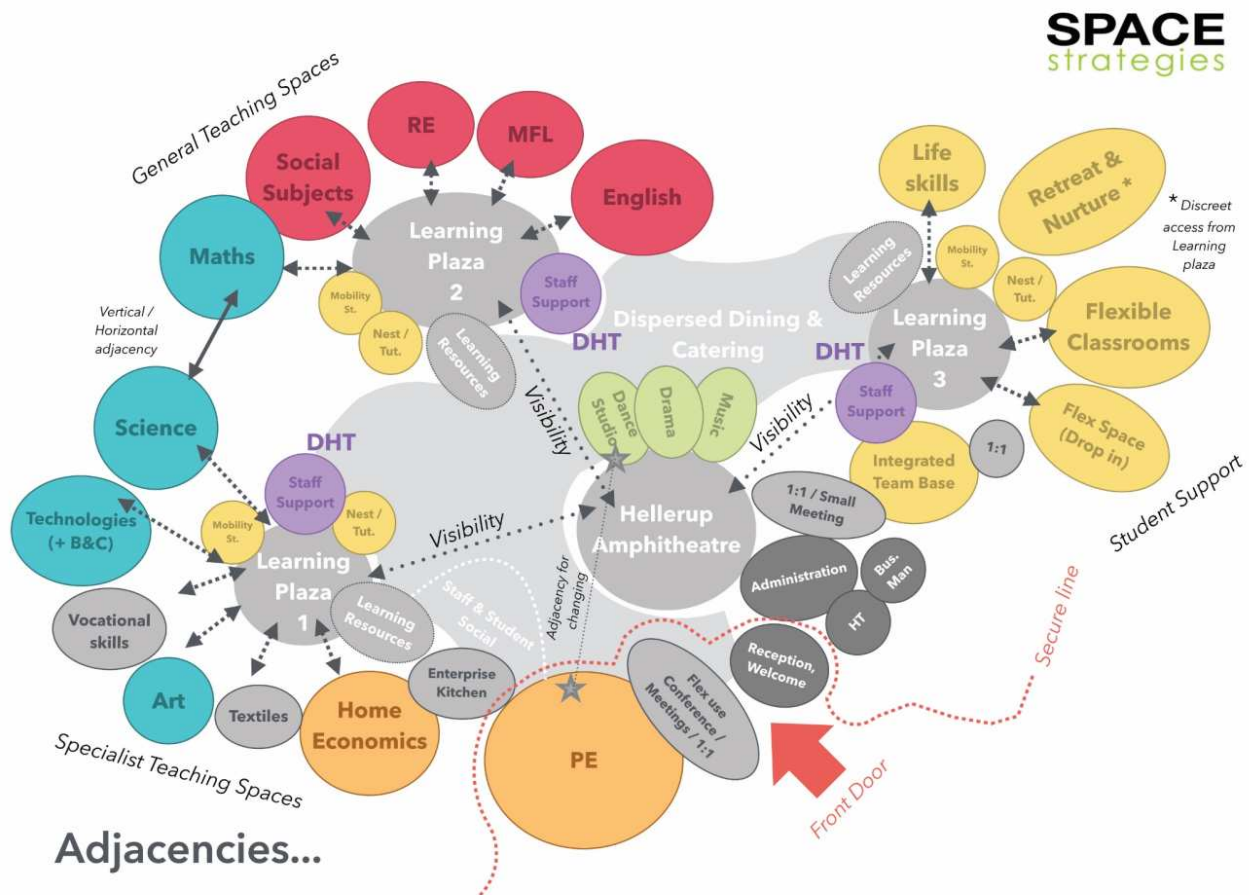 SPACE
strategies
General Teaching Spaces
RE
MFL
Social
Subjects
English
Maths
Learning
Plaza
2
Mobility
St.
Nest /
Tut.
Learning
Resources
Staff
Support
DHT
Vertical /
Horizontal
adjacency
Science
Technologies
(+ B&C)
Vocational
skills
Art
Textiles
Home
Economics
Specialist Teaching Spaces
DHT
Staff
Support
Mobility
St.
Nest /
Tut.
Learning
Plaza
1
Learning
Resources
Enterprise
Kitchen
Staff & Student
Social
Visibility
Visibility
Visibility
Dispersed Dining &
Catering
Dance
Studio
Drama
Music
Hellerup
Amphitheatre
Adjacency for
changing
PE
Flex use
Conference /
Meetings / 1:1
Reception,
Welcome
Administration
HT
Bus.
Man
1:1 / Small
Meeting
Integrated
Team Base
1:1
DHT
Staff
Support
Learning
Plaza
3
Learning
Resources
Life
skills
Mobility
St.
Nest /
Tut.
Retreat &
Nurture *
* Discreet
access from
Learning
plaza
Flexible
Classrooms
Flex Space
(Drop in)
Student Support
Secure line
Front Door
Adjacencies...